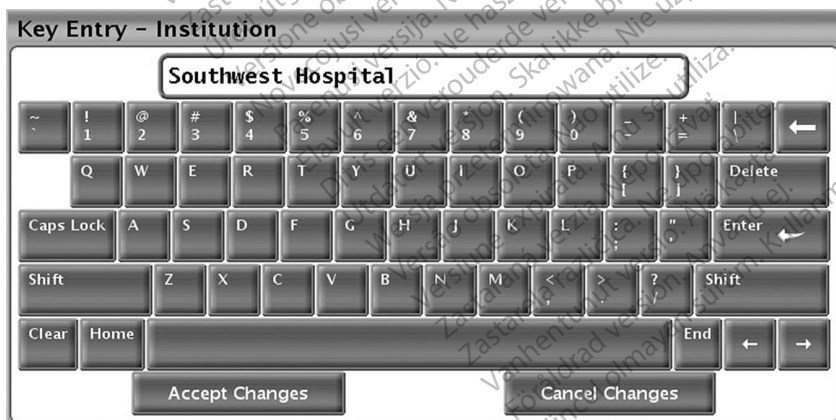 Key Entry – Institution
Southwest Hospital
~ ! @ # $ % ^ & * ( ) _ + |
` 1 2 3 4 5 6 7 8 9 0 - = \ ←
Q W E R T Y U I O P { } Delete
[ ]
Caps Lock A S D F G H J K L : " Enter
; '
Shift Z X C V B N M < > ? Shift
, . /
Clear Home End ← →
Accept Changes Cancel Changes